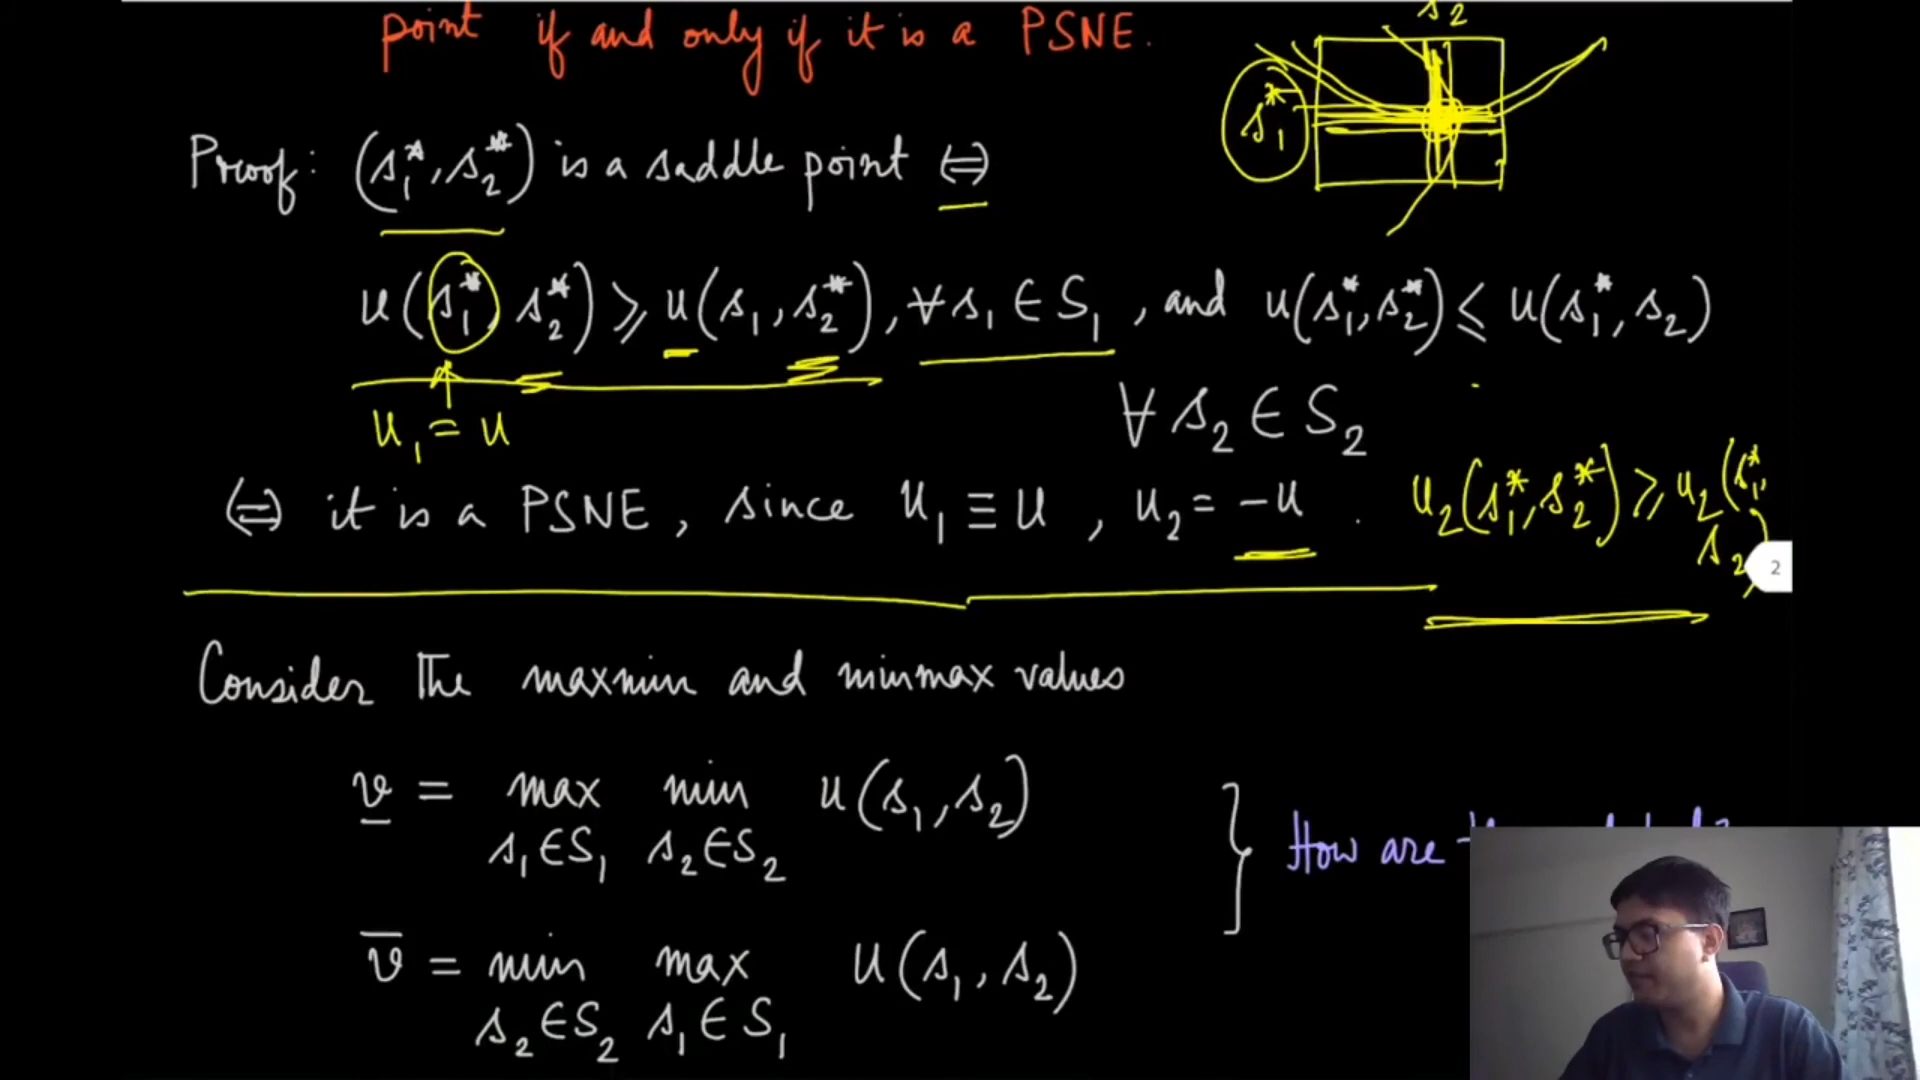 point if and only if it is a PSNE.
s2
s1*
Proof: (s1*, s2*) is a saddle point ⇔
u(s1*, s2*) ⩾ u(s1, s2*), ∀ s1 ∈ S1, and u(s1*, s2*) ⩽ u(s1*, s2)
u1 = u
∀ s2 ∈ S2
⇔ it is a PSNE, since u1 ≡ u, u2 = -u.
u2(s1*, s2*) ⩾ u2(s1*,
s2)
2
Consider the maxmin and minmax values
v = max min u(s1, s2)
s1∈S1 s2∈S2
How are
v̅ = min max u(s1, s2)
s2∈S2 s1∈S1